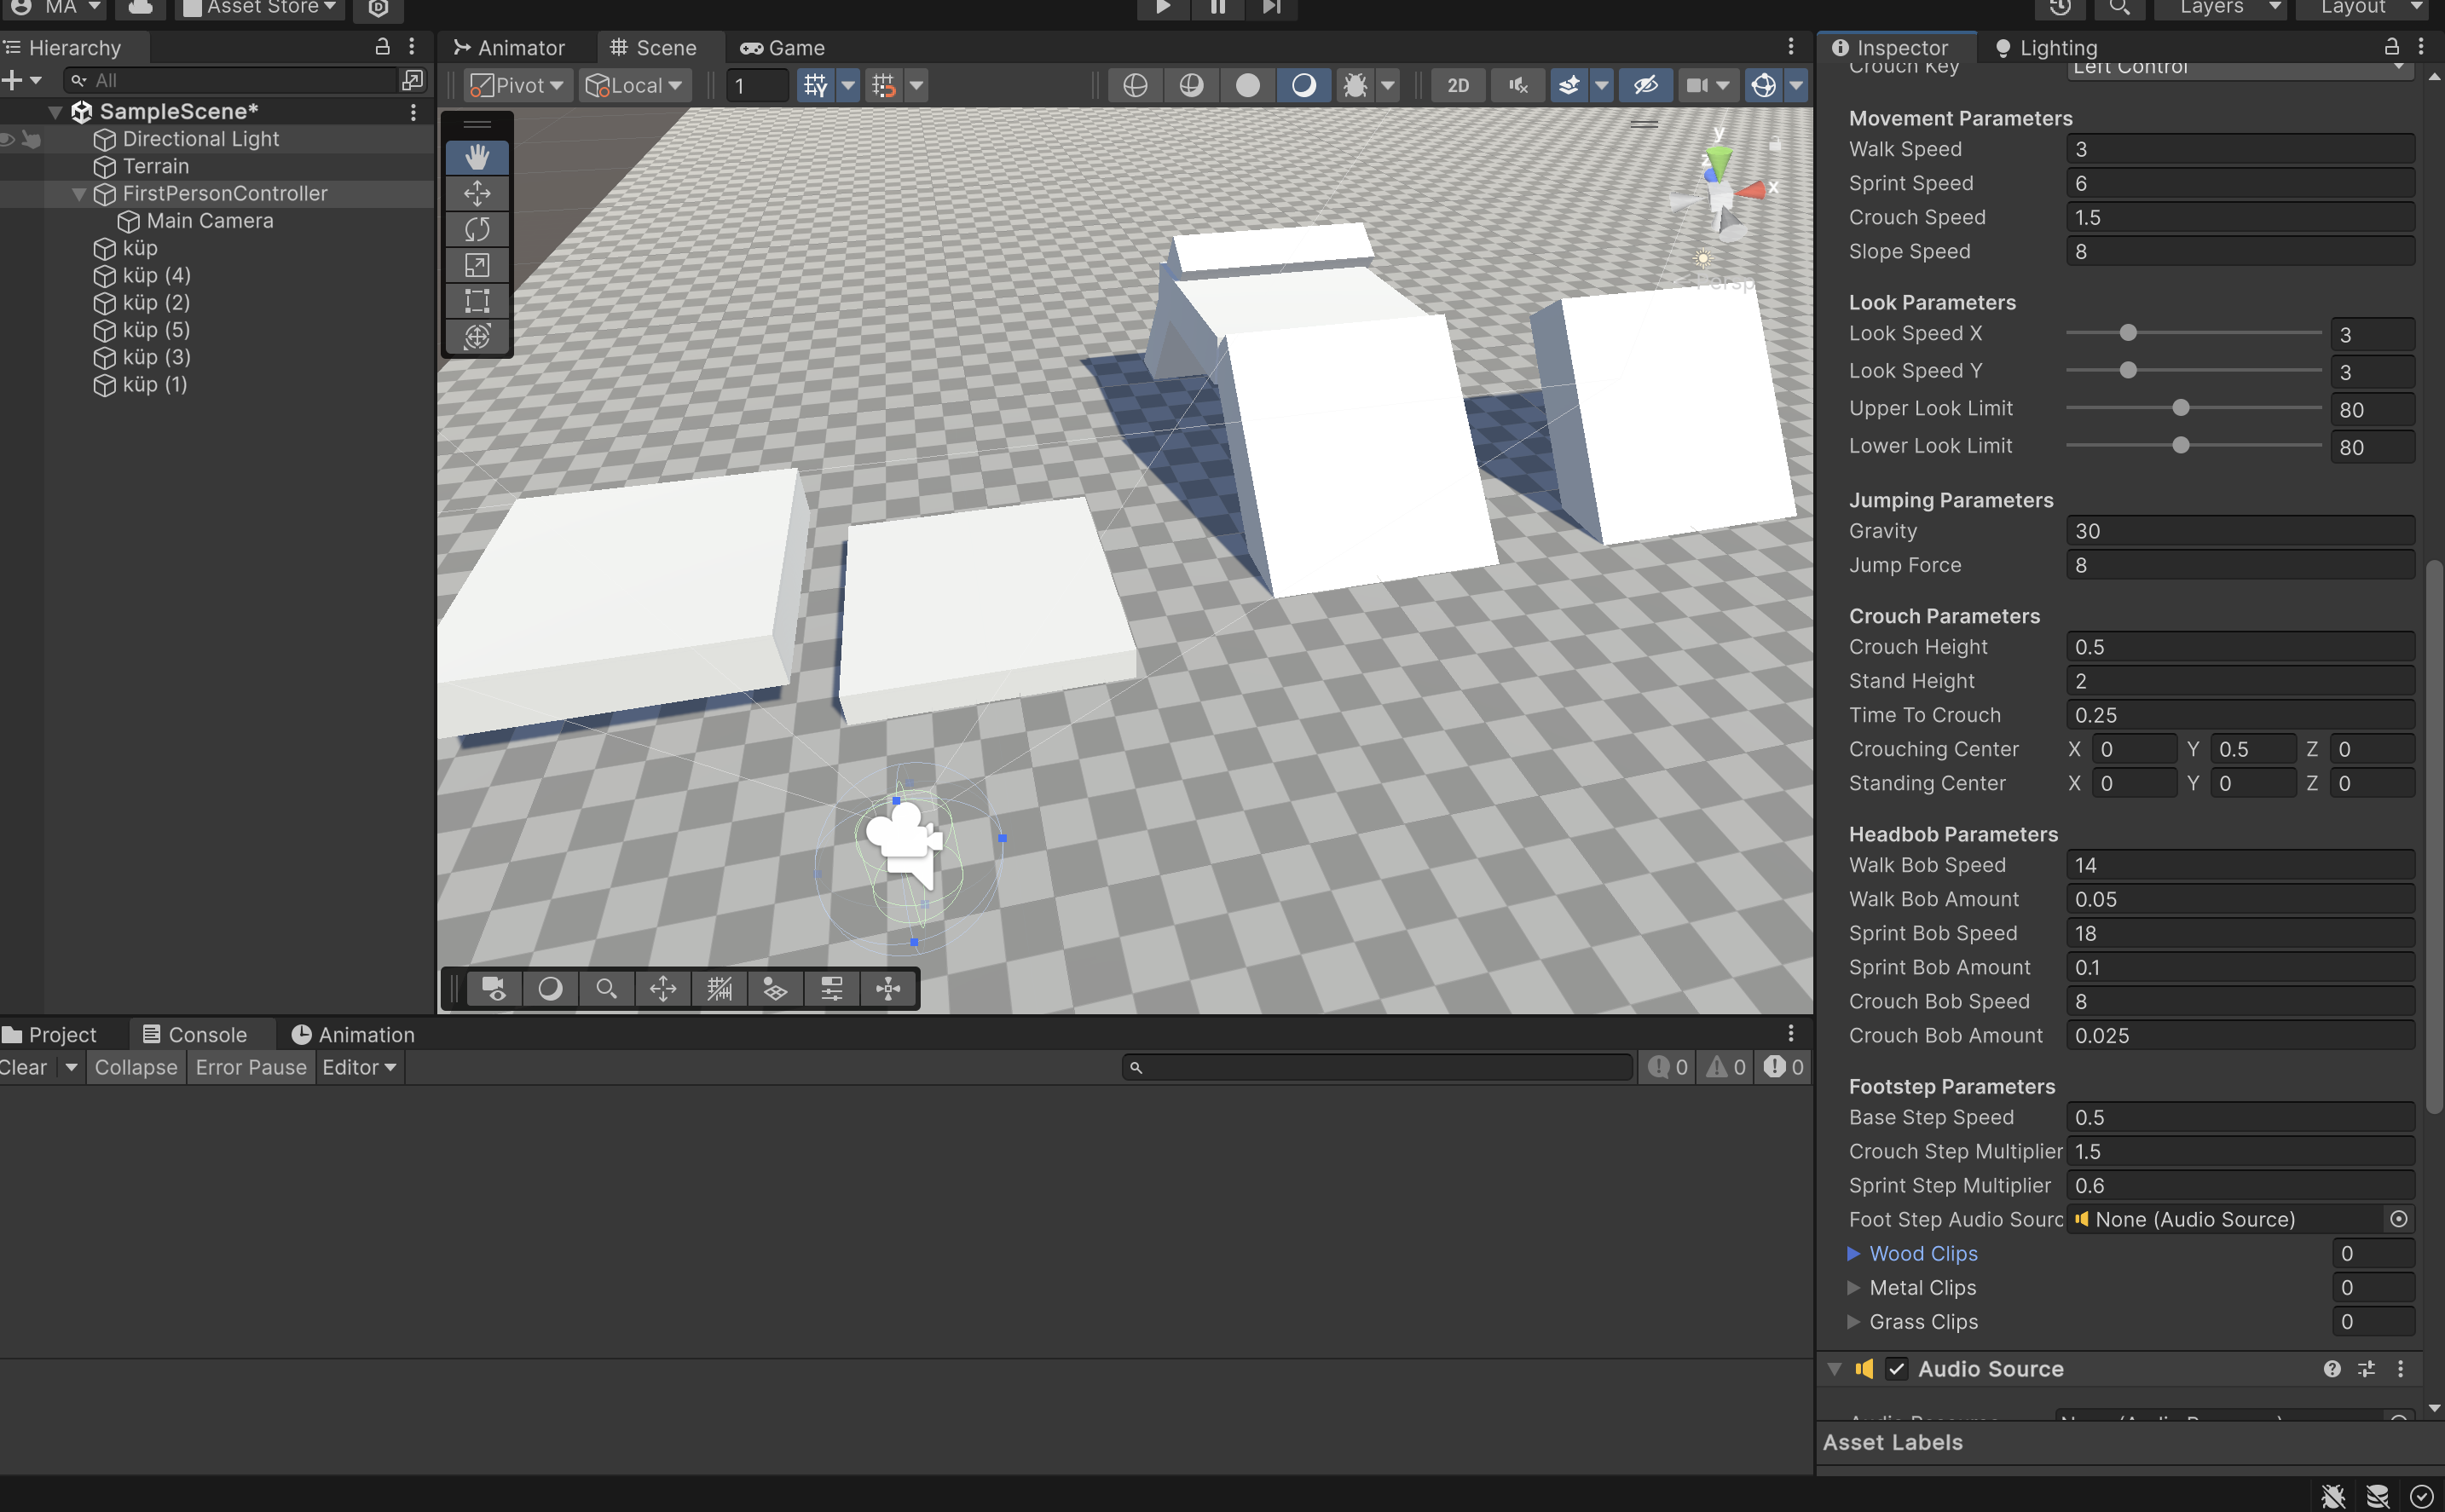 MA
Asset Store
Layers
Layout
Hierarchy
All
SampleScene*
Directional Light
Terrain
FirstPersonController
Main Camera
küp
küp (4)
küp (2)
küp (5)
küp (3)
küp (1)
Animator
Scene
Game
Pivot
Local
1
2D
y
z
x
Persp
Project
Console
Animation
Clear
Collapse
Error Pause
Editor
0
0
0
Inspector
Lighting
Crouch Key Left Control
Movement Parameters
Walk Speed 3
Sprint Speed 6
Crouch Speed 1.5
Slope Speed 8
Look Parameters
Look Speed X 3
Look Speed Y 3
Upper Look Limit 80
Lower Look Limit 80
Jumping Parameters
Gravity 30
Jump Force 8
Crouch Parameters
Crouch Height 0.5
Stand Height 2
Time To Crouch 0.25
Crouching Center X 0 Y 0.5 Z 0
Standing Center X 0 Y 0 Z 0
Headbob Parameters
Walk Bob Speed 14
Walk Bob Amount 0.05
Sprint Bob Speed 18
Sprint Bob Amount 0.1
Crouch Bob Speed 8
Crouch Bob Amount 0.025
Footstep Parameters
Base Step Speed 0.5
Crouch Step Multiplier 1.5
Sprint Step Multiplier 0.6
Foot Step Audio Sourc None (Audio Source)
Wood Clips 0
Metal Clips 0
Grass Clips 0
Audio Source
Asset Labels